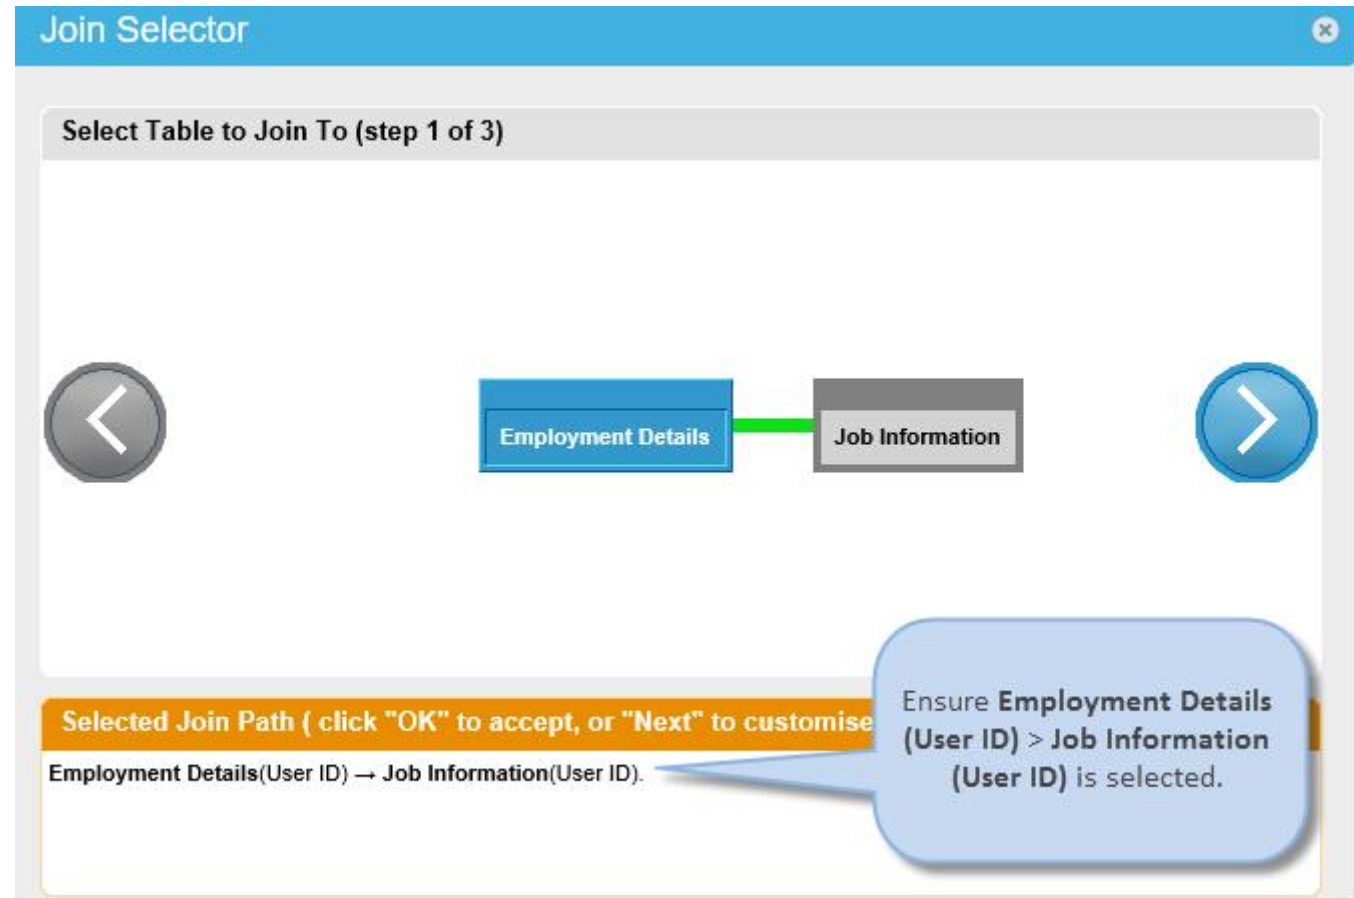 Join Selector
Select Table to Join To (step 1 of 3)
Employment Details
Job Information
Selected Join Path ( click "OK" to accept, or "Next" to customise
Employment Details(User ID) → Job Information(User ID).
Ensure Employment Details
(User ID) > Job Information
(User ID) is selected.